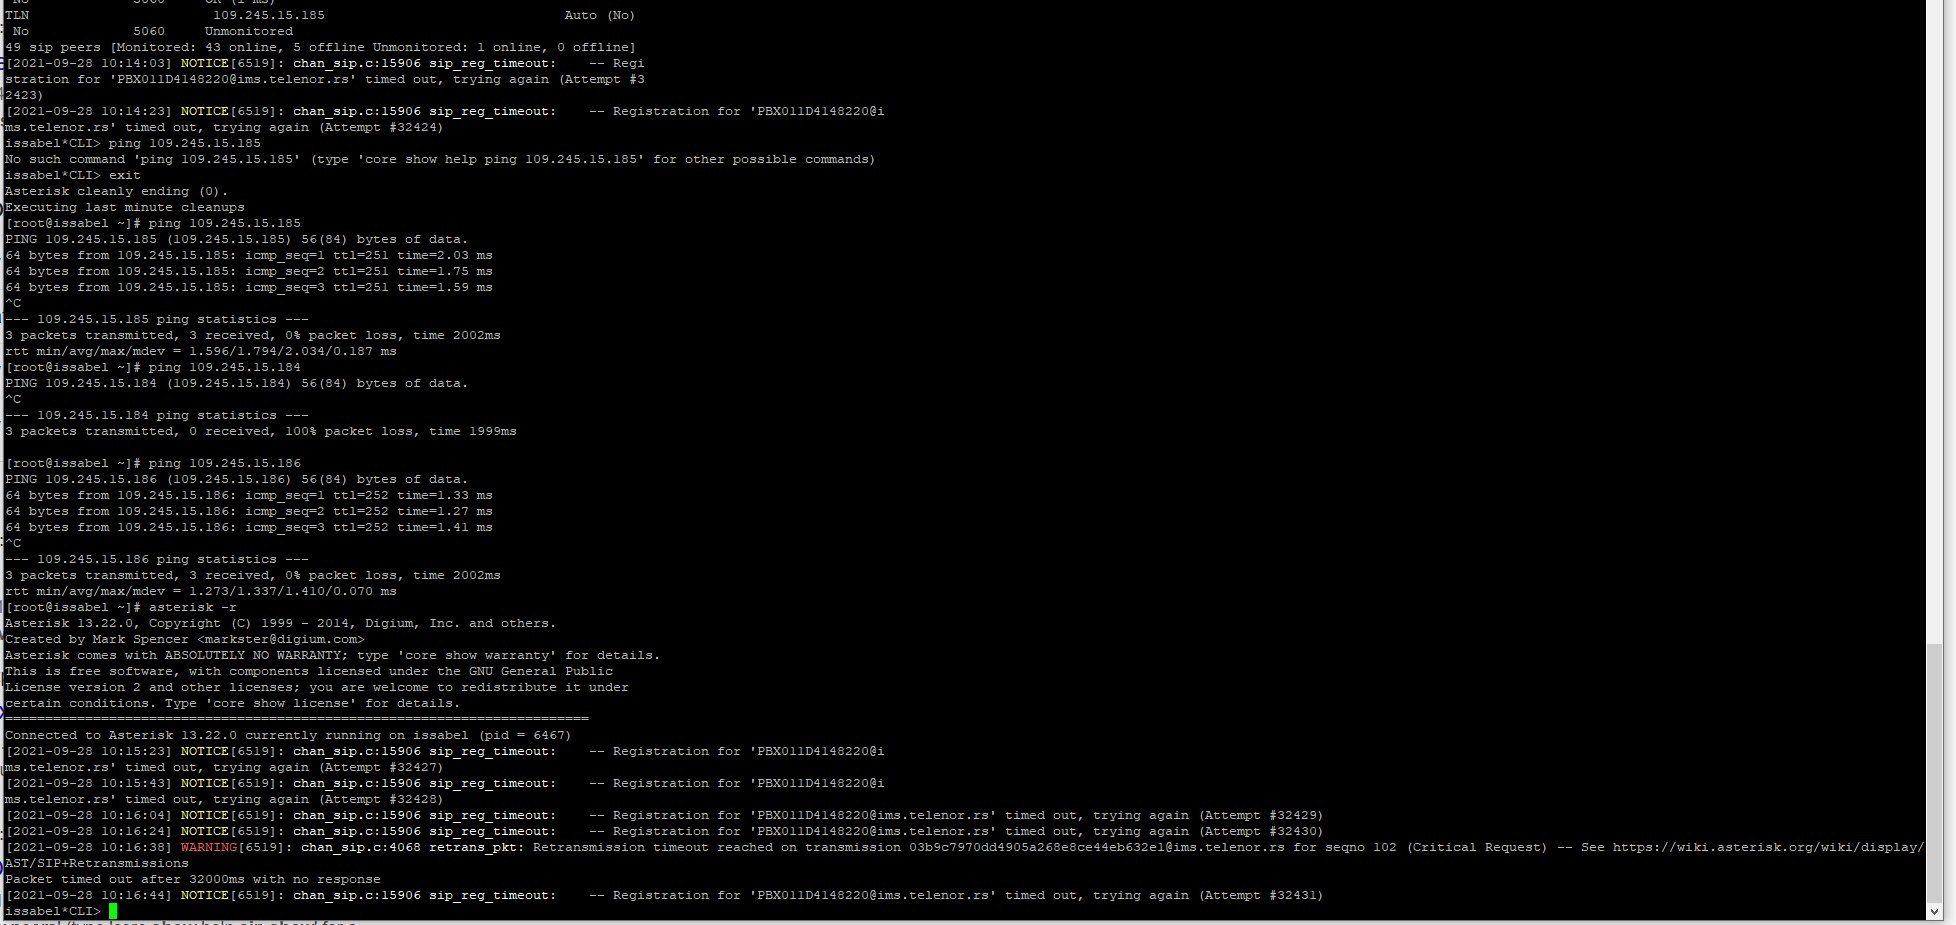 No 5060 OK (1 ms)
TLN 109.245.15.185 Auto (No)
No 5060 Unmonitored
49 sip peers [Monitored: 43 online, 5 offline Unmonitored: 1 online, 0 offline]
[2021-09-28 10:14:03] NOTICE[6519]: chan_sip.c:15906 sip_reg_timeout: -- Regi
stration for 'PBX011D4148220@ims.telenor.rs' timed out, trying again (Attempt #3
2423)
[2021-09-28 10:14:23] NOTICE[6519]: chan_sip.c:15906 sip_reg_timeout: -- Registration for 'PBX011D4148220@i
ms.telenor.rs' timed out, trying again (Attempt #32424)
issabel*CLI> ping 109.245.15.185
No such command 'ping 109.245.15.185' (type 'core show help ping 109.245.15.185' for other possible commands)
issabel*CLI> exit
Asterisk cleanly ending (0).
Executing last minute cleanups
[root@issabel ~]# ping 109.245.15.185
PING 109.245.15.185 (109.245.15.185) 56(84) bytes of data.
64 bytes from 109.245.15.185: icmp_seq=1 ttl=251 time=2.03 ms
64 bytes from 109.245.15.185: icmp_seq=2 ttl=251 time=1.75 ms
64 bytes from 109.245.15.185: icmp_seq=3 ttl=251 time=1.59 ms
^C
--- 109.245.15.185 ping statistics ---
3 packets transmitted, 3 received, 0% packet loss, time 2002ms
rtt min/avg/max/mdev = 1.596/1.794/2.034/0.187 ms
[root@issabel ~]# ping 109.245.15.184
PING 109.245.15.184 (109.245.15.184) 56(84) bytes of data.
^C
--- 109.245.15.184 ping statistics ---
3 packets transmitted, 0 received, 100% packet loss, time 1999ms
[root@issabel ~]# ping 109.245.15.186
PING 109.245.15.186 (109.245.15.186) 56(84) bytes of data.
64 bytes from 109.245.15.186: icmp_seq=1 ttl=252 time=1.33 ms
64 bytes from 109.245.15.186: icmp_seq=2 ttl=252 time=1.27 ms
64 bytes from 109.245.15.186: icmp_seq=3 ttl=252 time=1.41 ms
^C
--- 109.245.15.186 ping statistics ---
3 packets transmitted, 3 received, 0% packet loss, time 2002ms
rtt min/avg/max/mdev = 1.273/1.337/1.410/0.070 ms
[root@issabel ~]# asterisk -r
Asterisk 13.22.0, Copyright (C) 1999 - 2014, Digium, Inc. and others.
Created by Mark Spencer <markster@digium.com>
Asterisk comes with ABSOLUTELY NO WARRANTY; type 'core show warranty' for details.
This is free software, with components licensed under the GNU General Public
License version 2 and other licenses; you are welcome to redistribute it under
certain conditions. Type 'core show license' for details.
=========================================================================
Connected to Asterisk 13.22.0 currently running on issabel (pid = 6467)
[2021-09-28 10:15:23] NOTICE[6519]: chan_sip.c:15906 sip_reg_timeout: -- Registration for 'PBX011D4148220@i
ms.telenor.rs' timed out, trying again (Attempt #32427)
[2021-09-28 10:15:43] NOTICE[6519]: chan_sip.c:15906 sip_reg_timeout: -- Registration for 'PBX011D4148220@i
ms.telenor.rs' timed out, trying again (Attempt #32428)
[2021-09-28 10:16:04] NOTICE[6519]: chan_sip.c:15906 sip_reg_timeout: -- Registration for 'PBX011D4148220@ims.telenor.rs' timed out, trying again (Attempt #32429)
[2021-09-28 10:16:24] NOTICE[6519]: chan_sip.c:15906 sip_reg_timeout: -- Registration for 'PBX011D4148220@ims.telenor.rs' timed out, trying again (Attempt #32430)
[2021-09-28 10:16:38] WARNING[6519]: chan_sip.c:4068 retrans_pkt: Retransmission timeout reached on transmission 03b9c7970dd4905a268e8ce44eb632e1@ims.telenor.rs for seqno 102 (Critical Request) -- See https://wiki.asterisk.org/wiki/display/
AST/SIP+Retransmissions
Packet timed out after 32000ms with no response
[2021-09-28 10:16:44] NOTICE[6519]: chan_sip.c:15906 sip_reg_timeout: -- Registration for 'PBX011D4148220@ims.telenor.rs' timed out, trying again (Attempt #32431)
issabel*CLI>